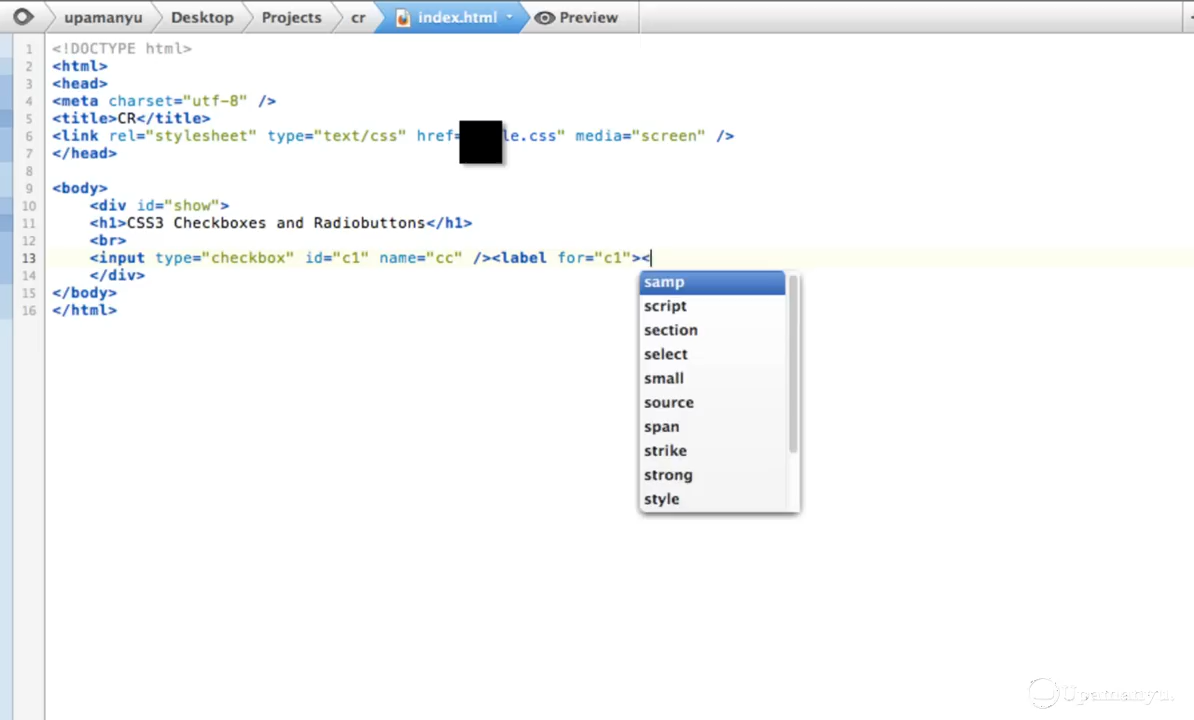 upamanyu Desktop Projects cr index.html Preview
1 <!DOCTYPE html>
2 <html>
3 <head>
4 <meta charset="utf-8" />
5 <title>CR</title>
6 <link rel="stylesheet" type="text/css" href= le.css" media="screen" />
7 </head>
8
9 <body>
10 <div id="show">
11 <h1>CSS3 Checkboxes and Radiobuttons</h1>
12 <br>
13 <input type="checkbox" id="c1" name="cc" /><label for="c1"><
14 </div>
15 </body>
16 </html>
samp
script
section
select
small
source
span
strike
strong
style
Upamanyu.